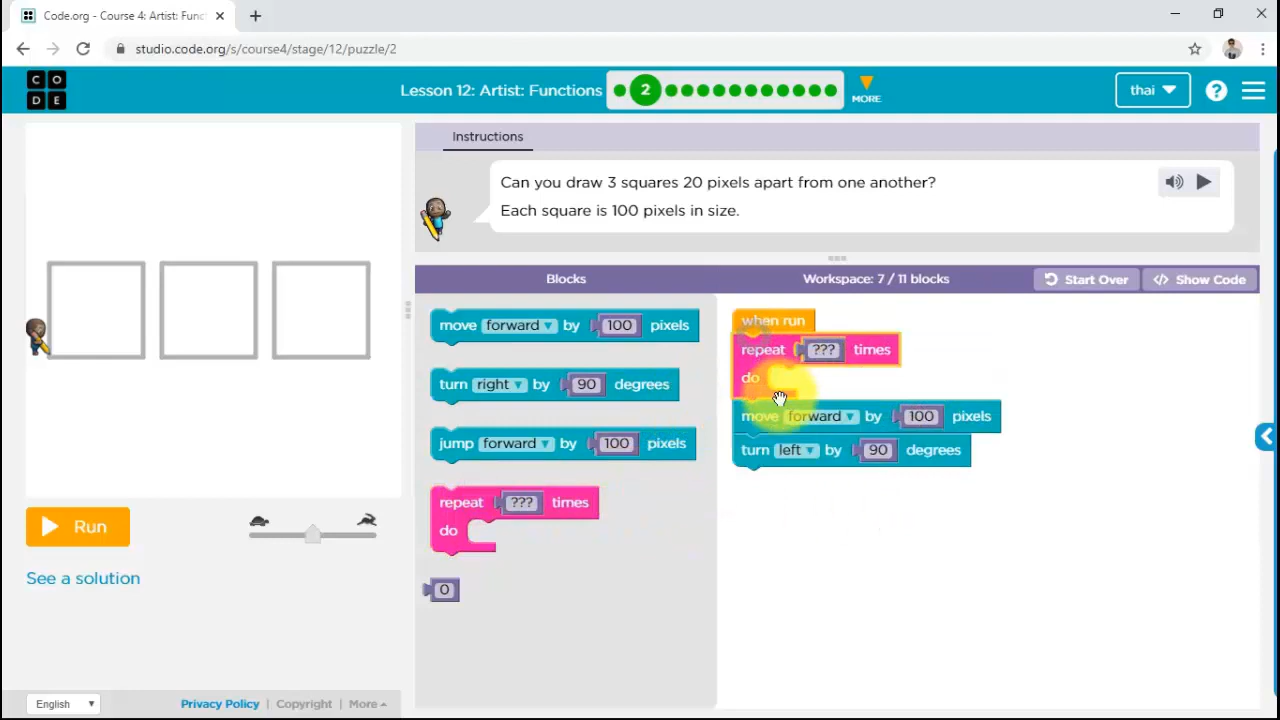 Code.org - Course 4: Artist: Func
studio.code.org/s/course4/stage/12/puzzle/2
C O
D E
Lesson 12: Artist: Functions
2
MORE
thai
?
Instructions
Can you draw 3 squares 20 pixels apart from one another?
Each square is 100 pixels in size.
Blocks
Workspace: 7 / 11 blocks
Start Over
</> Show Code
move forward by 100 pixels
turn right by 90 degrees
jump forward by 100 pixels
repeat ??? times
do
0
when run
repeat ??? times
do
move forward by 100 pixels
turn left by 90 degrees
Run
See a solution
English
Privacy Policy | Copyright | More